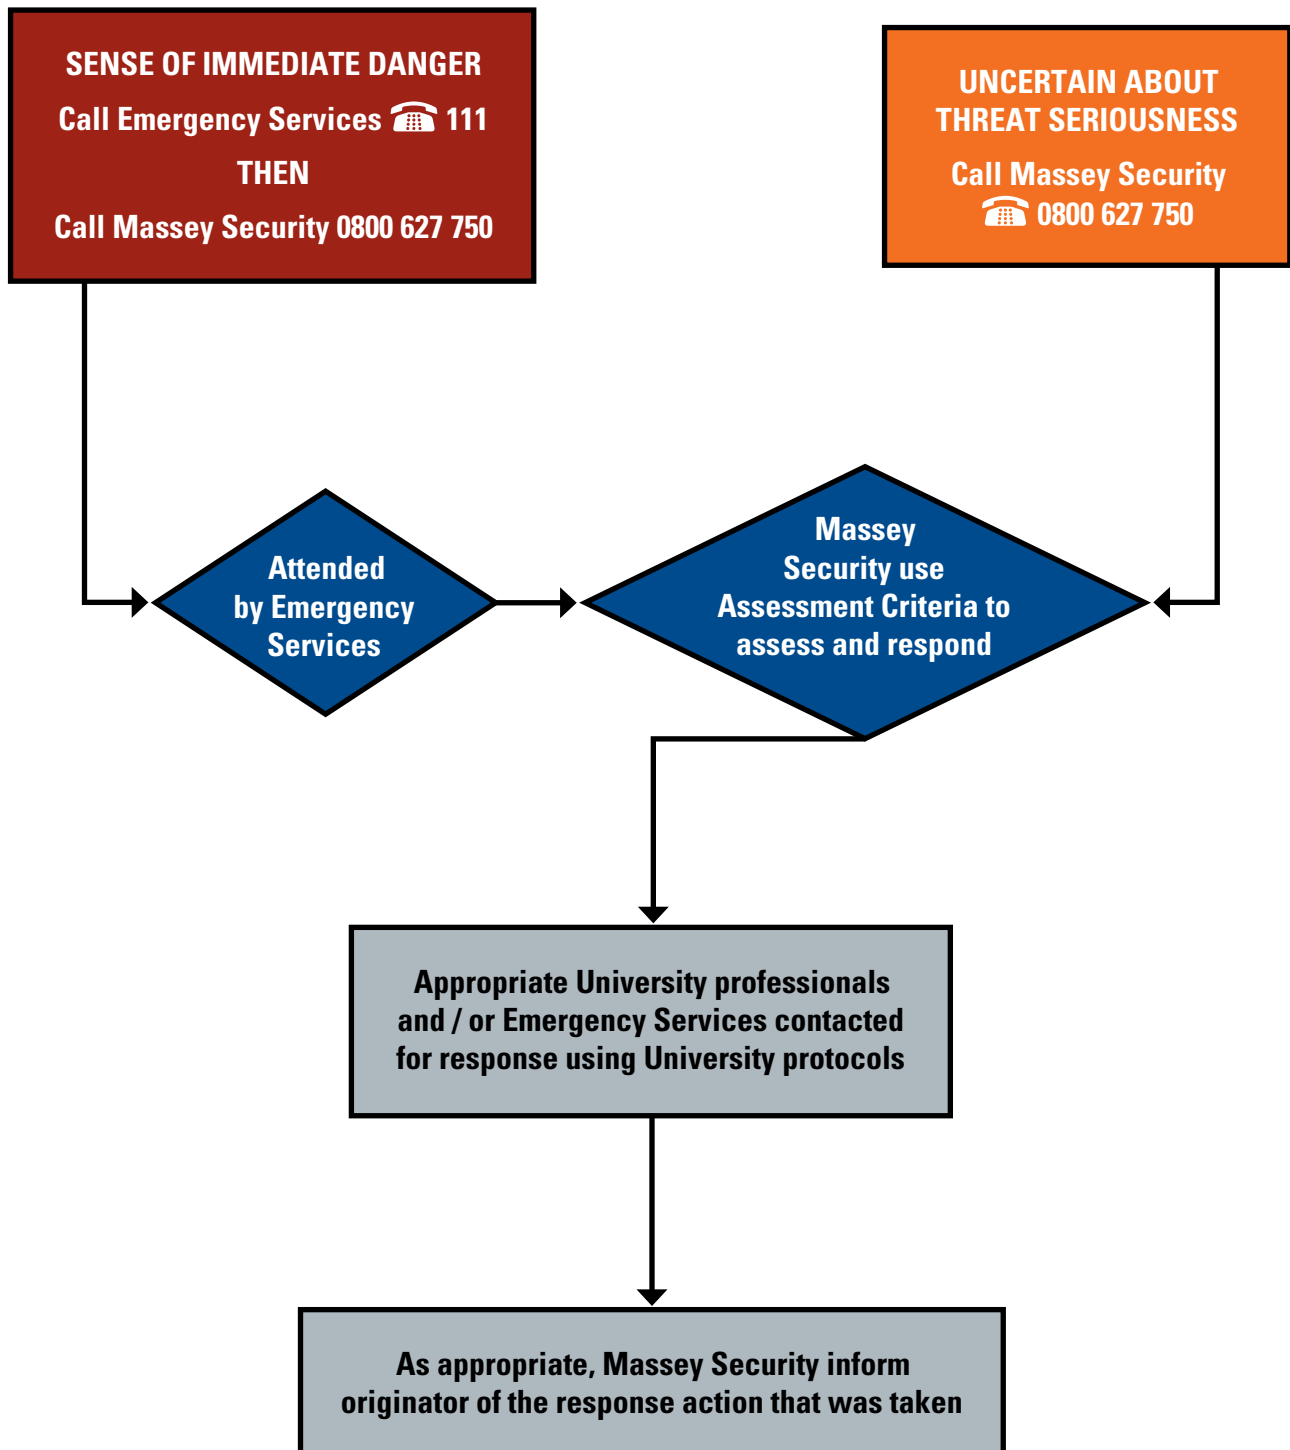 SENSE OF IMMEDIATE DANGER
Call Emergency Services ☎ 111
THEN
Call Massey Security 0800 627 750
UNCERTAIN ABOUT
THREAT SERIOUSNESS
Call Massey Security
☎ 0800 627 750
Attended
by Emergency
Services
Massey
Security use
Assessment Criteria to
assess and respond
Appropriate University professionals
and / or Emergency Services contacted
for response using University protocols
As appropriate, Massey Security inform
originator of the response action that was taken